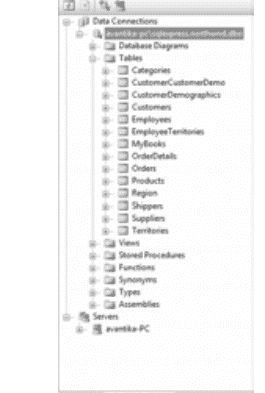 Data Connections
avantika-pc\sqlexpress.northwnd.dbo
Database Diagrams
Tables
Categories
CustomerCustomerDemo
CustomerDemographics
Customers
Employees
EmployeeTerritories
MyBooks
OrderDetails
Orders
Products
Region
Shippers
Suppliers
Territories
Views
Stored Procedures
Functions
Synonyms
Types
Assemblies
Servers
avantika-PC